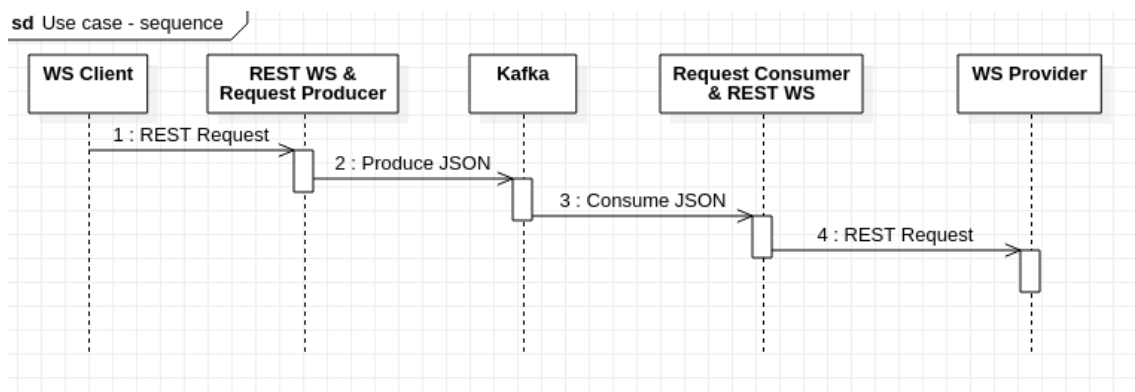 sd Use case - sequence
WS Client
REST WS &
Request Producer
Kafka
Request Consumer
& REST WS
WS Provider
1 : REST Request
2 : Produce JSON
3 : Consume JSON
4 : REST Request